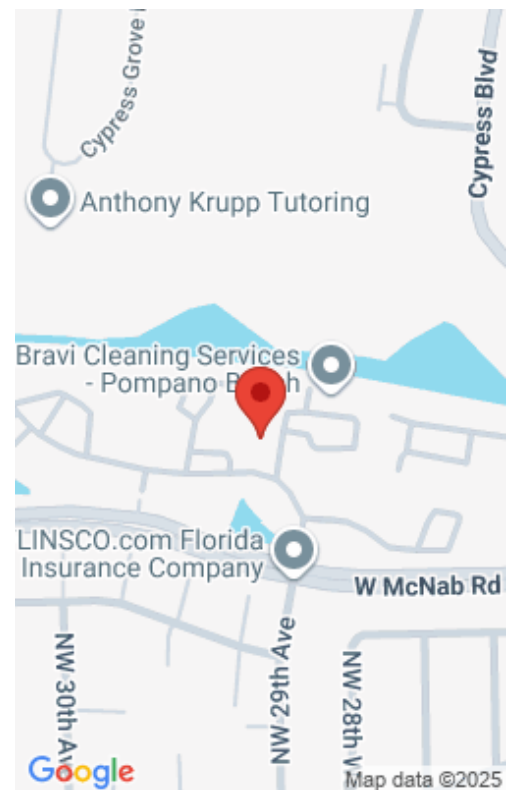 Cypress Grove
Cypress Blvd
Anthony Krupp Tutoring
Bravi Cleaning Services
- Pompano B h
LINSCO.com Florida
Insurance Company
W McNab Rd
NW 30th Av
NW 29th Ave
NW 28th W
Google
Map data ©2025